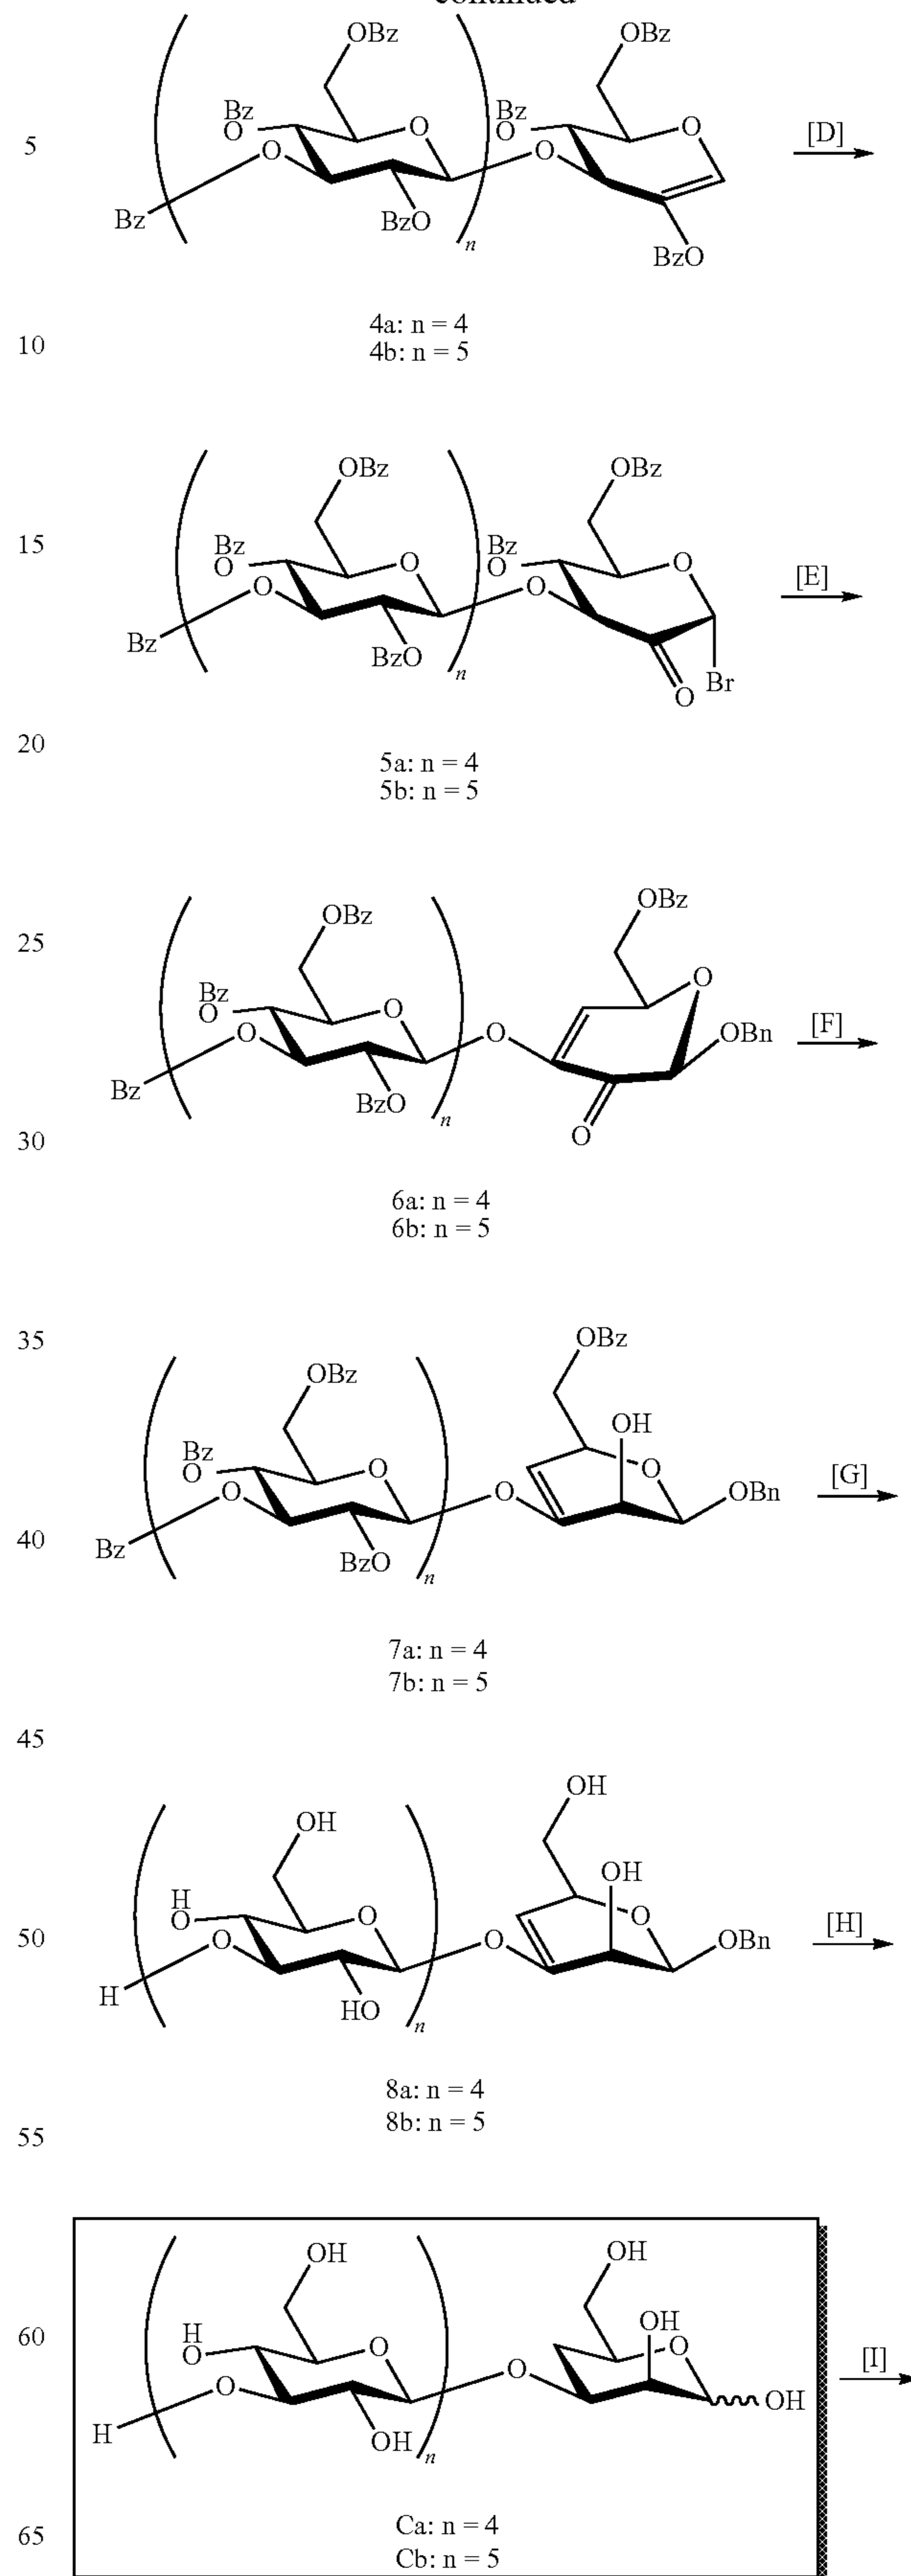 continued
OBz
OBz
Bz
O
O
O
Bz
O
O
O
[D]
5
Bz
BzO
n
BzO
4a: n = 4
10
4b: n = 5
OBz
OBz
15
Bz
O
O
O
Bz
O
O
O
[E]
Bz
BzO
n
O
Br
20
5a: n = 4
5b: n = 5
OBz
OBz
25
Bz
O
O
O
O
O
OBn
[F]
Bz
BzO
n
O
30
6a: n = 4
6b: n = 5
35
OBz
OBz
OH
Bz
O
O
O
O
O
OBn
[G]
40
Bz
BzO
n
7a: n = 4
7b: n = 5
45
OH
OH
OH
H
O
O
O
O
O
OBn
[H]
50
H
HO
n
8a: n = 4
8b: n = 5
55
OH
OH
OH
60
H
O
O
O
O
O
OH
[I]
H
OH
n
Ca: n = 4
65
Cb: n = 5